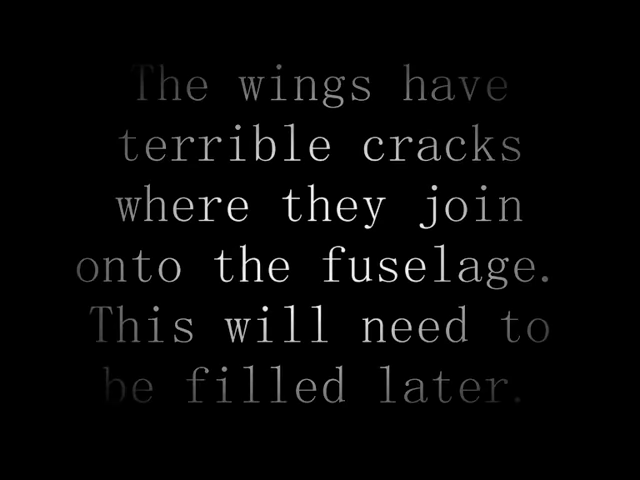 The wings have
terrible cracks
where they join
onto the fuselage.
This will need to
be filled later.